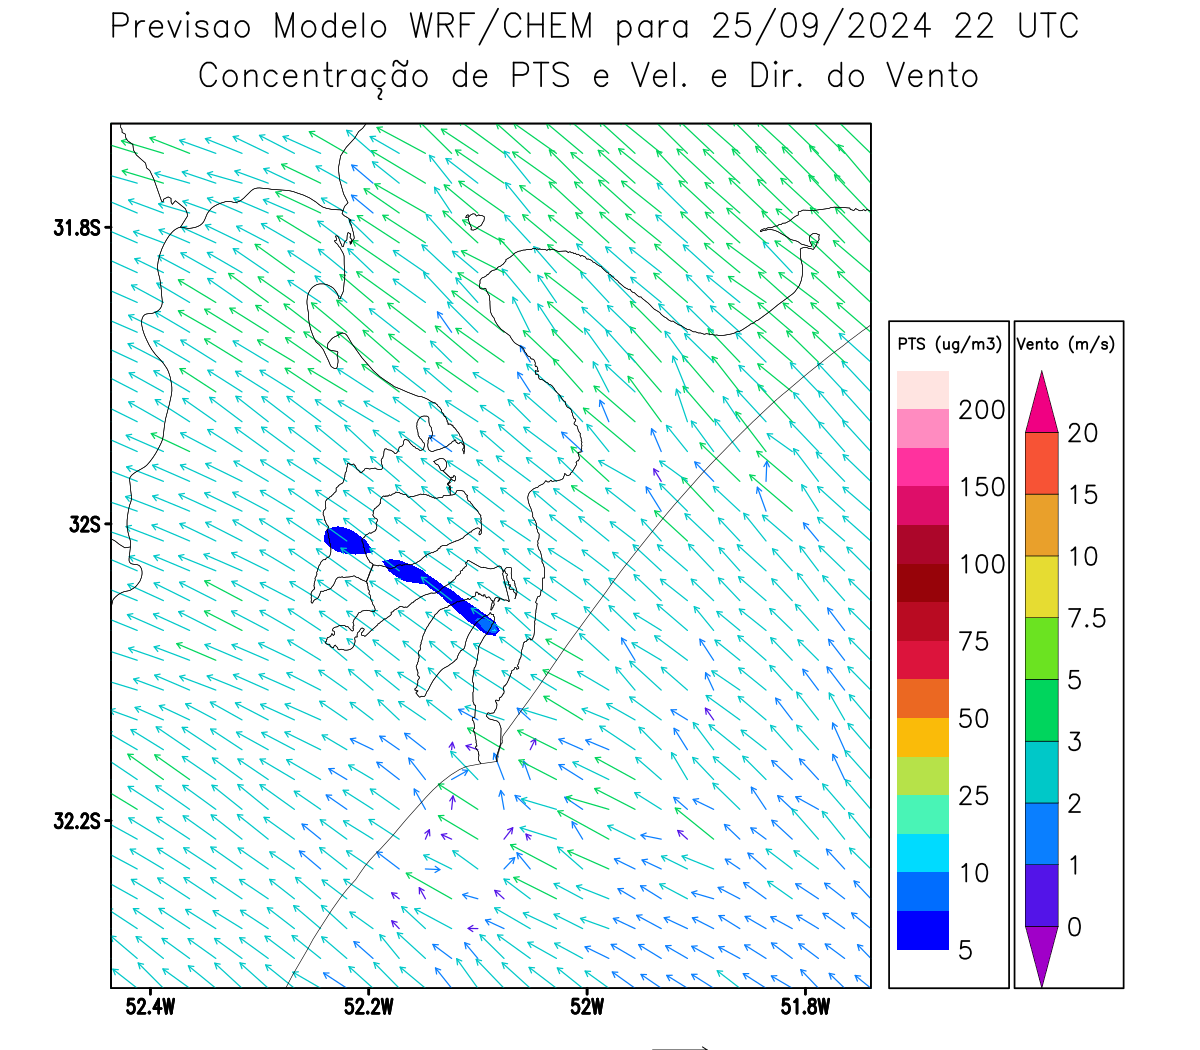 Previsao Modelo WRF/CHEM para 25/09/2024 22 UTC
Concentração de PTS e Vel. e Dir. do Vento
31.8S
32S
32.2S
52.4W
52.2W
52W
51.8W
PTS (ug/m3)
200
150
100
75
50
25
10
5
Vento (m/s)
20
15
10
7.5
5
3
2
1
0